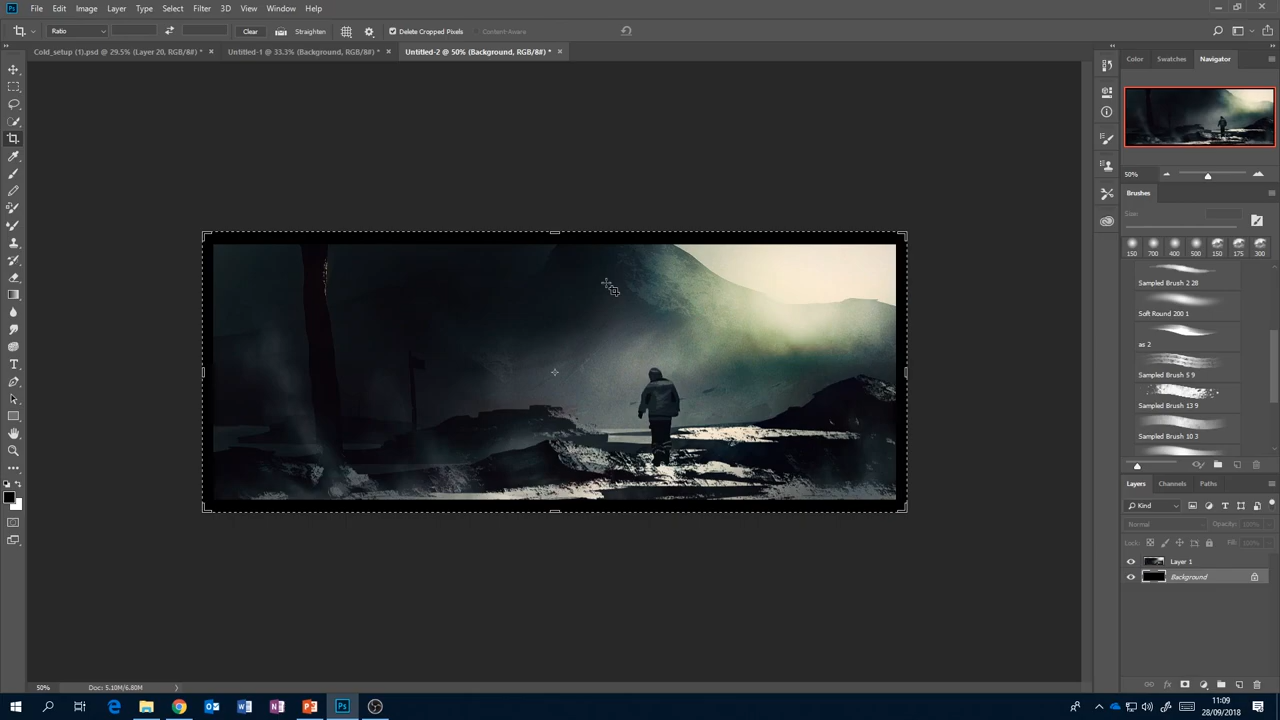 Ps File Edit Image Layer Type Select Filter 3D View Window Help
Ratio Clear Straighten Delete Cropped Pixels Content-Aware
Cold_setup (1).psd @ 29.5% (Layer 20, RGB/8#) * Untitled-1 @ 33.3% (Background, RGB/8#) * Untitled-2 @ 50% (Background, RGB/8#) *
Color Swatches Navigator
50%
Brushes
Size:
150 700 400 500 150 175 300
Sampled Brush 2 28
Soft Round 200 1
as 2
Sampled Brush 5 9
Sampled Brush 13 9
Sampled Brush 10 3
Layers Channels Paths
Kind
Normal Opacity: 100%
Lock: Fill: 100%
Layer 1
Background
50% Doc: 5.10M/6.80M
11:09
28/09/2018